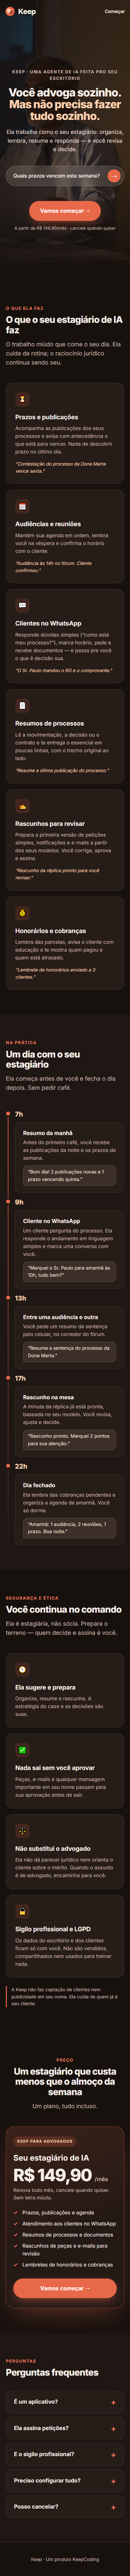 Keep
Começar
KEEP · UMA AGENTE DE IA FEITA PRO SEU
ESCRITÓRIO
Você advoga sozinho.
Mas não precisa fazer
tudo sozinho.
Ela trabalha como o seu estagiário: organiza,
lembra, resume e responde — e você revisa
e decide.
Quais prazos vencem esta semana?
Vamos começar →
A partir de R$ 149,90/mês · cancele quando quiser
O QUE ELA FAZ
O que o seu estagiário de IA
faz
O trabalho miúdo que come o seu dia. Ela
cuida da rotina; o raciocínio jurídico
continua sendo seu.
Prazos e publicações
Acompanha as publicações dos seus
processos e avisa com antecedência o
que está pra vencer. Nada de descobrir
prazo no último dia.
"Contestação do processo da Dona Marta
vence sexta."
Audiências e reuniões
Mantém sua agenda em ordem, lembra
você na véspera e confirma o horário
com o cliente.
"Audiência às 14h no fórum. Cliente
confirmou."
Clientes no WhatsApp
Responde dúvidas simples ("como está
meu processo?"), marca horário, pede e
recebe documentos — e passa pra você
o que é decisão sua.
"O Sr. Paulo mandou o RG e o comprovante."
Resumos de processos
Lê a movimentação, a decisão ou o
contrato e te entrega o essencial em
poucas linhas, com o trecho original ao
lado.
"Resume a última publicação do processo."
Rascunhos para revisar
Prepara a primeira versão de petições
simples, notificações e e-mails a partir
dos seus modelos. Você corrige, aprova
e assina.
"Rascunho da réplica pronto para você
revisar."
Honorários e cobranças
Lembra das parcelas, avisa o cliente com
educação e te mostra quem pagou e
quem está atrasado.
"Lembrete de honorários enviado a 3
clientes."
NA PRÁTICA
Um dia com o seu
estagiário
Ela começa antes de você e fecha o dia
depois. Sem pedir café.
7h
Resumo da manhã
Antes do primeiro café, você recebe
as publicações da noite e os prazos da
semana.
"Bom dia! 2 publicações novas e 1
prazo vencendo quinta."
9h
Cliente no WhatsApp
Um cliente pergunta do processo. Ela
responde o andamento em linguagem
simples e marca uma conversa com
você.
"Marquei o Sr. Paulo para amanhã às
10h, tudo bem?"
13h
Entre uma audiência e outra
Você pede um resumo da sentença
pelo celular, no corredor do fórum.
"Resume a sentença do processo da
Dona Marta."
17h
Rascunho na mesa
A minuta da réplica já está pronta,
baseada no seu modelo. Você revisa,
ajusta e decide.
"Rascunho pronto. Marquei 2 pontos
para sua atenção."
22h
Dia fechado
Ela lembra das cobranças pendentes e
organiza a agenda de amanhã. Você
só dorme.
"Amanhã: 1 audiência, 2 reuniões, 1
prazo. Boa noite."
SEGURANÇA E ÉTICA
Você continua no comando
Ela é estagiária, não sócia. Prepara o
terreno — quem decide e assina é você.
Ela sugere e prepara
Organiza, resume e rascunha. A
estratégia do caso e as decisões são
suas.
Nada sai sem você aprovar
Peças, e-mails e qualquer mensagem
importante em seu nome passam pela
sua aprovação antes de sair.
Não substitui o advogado
Ela não dá parecer jurídico nem orienta o
cliente sobre o mérito. Quando o assunto
é de advogado, encaminha para você.
Sigilo profissional e LGPD
Os dados do escritório e dos clientes
ficam só com você. Não são vendidos,
compartilhados nem usados para treinar
nada.
A Keep não faz captação de clientes nem
publicidade em seu nome. Ela cuida de quem já é
seu cliente.
PREÇO
Um estagiário que custa
menos que o almoço da
semana
Um plano, tudo incluso.
KEEP PARA ADVOGADOS
Seu estagiário de IA
R$ 149,90 /mês
Renova todo mês, cancele quando quiser.
Sem letra miúda.
✓ Prazos, publicações e agenda
✓ Atendimento aos clientes no WhatsApp
✓ Resumos de processos e documentos
✓ Rascunhos de peças e e-mails para
revisão
✓ Lembretes de honorários e cobranças
Vamos começar →
PERGUNTAS
Perguntas frequentes
É um aplicativo? +
Ela assina petições? +
E o sigilo profissional? +
Preciso configurar tudo? +
Posso cancelar? +
Keep · Um produto KeepCoding